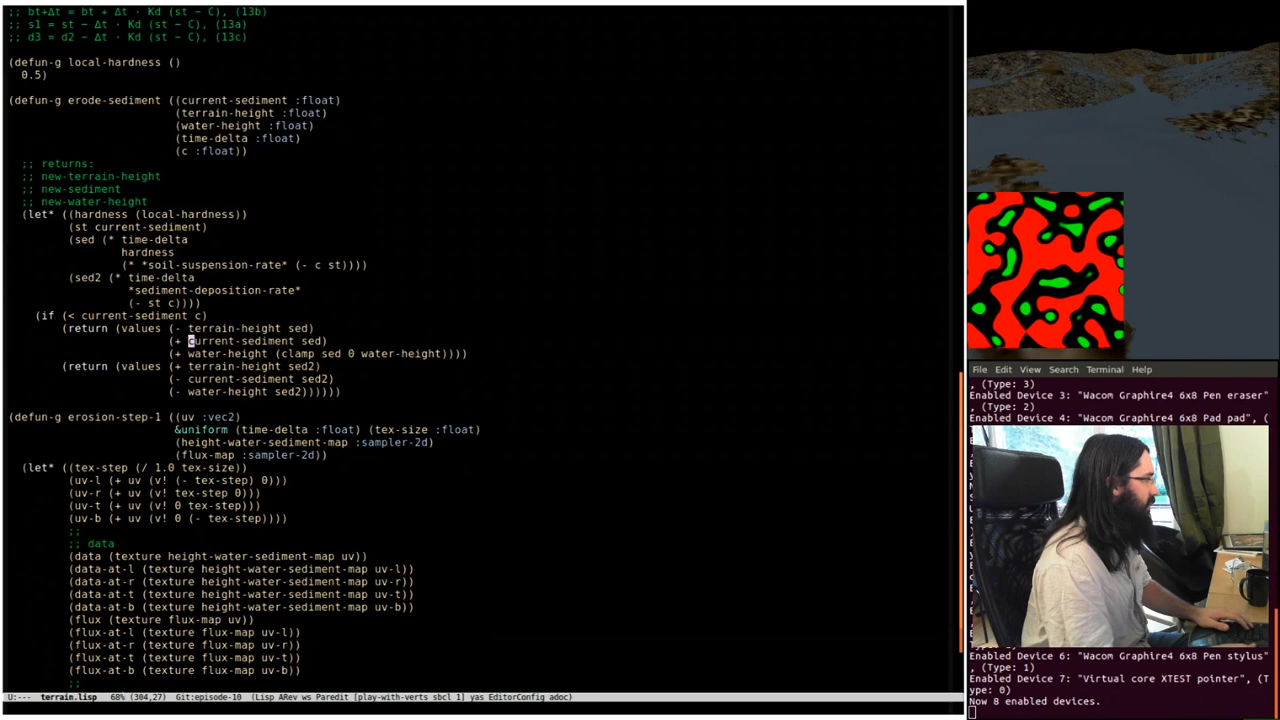 ;; bt+Δt = bt + Δt · Kd (st − C), (13b)
;; s1 = st − Δt · Kd (st − C), (13a)
;; d3 = d2 − Δt · Kd (st − C), (13c)
(defun-g local-hardness ()
0.5)
(defun-g erode-sediment ((current-sediment :float)
(terrain-height :float)
(water-height :float)
(time-delta :float)
(c :float))
;; returns:
;; new-terrain-height
;; new-sediment
;; new-water-height
(let* ((hardness (local-hardness))
(st current-sediment)
(sed (* time-delta
hardness
(* *soil-suspension-rate* (- c st))))
(sed2 (* time-delta
*sediment-deposition-rate*
(- st c))))
(if (< current-sediment c)
(return (values (- terrain-height sed)
(+ current-sediment sed)
(+ water-height (clamp sed 0 water-height))))
(return (values (+ terrain-height sed2)
(- current-sediment sed2)
(- water-height sed2))))))
(defun-g erosion-step-1 ((uv :vec2)
&uniform (time-delta :float) (tex-size :float)
(height-water-sediment-map :sampler-2d)
(flux-map :sampler-2d))
(let* ((tex-step (/ 1.0 tex-size))
(uv-l (+ uv (v! (- tex-step) 0)))
(uv-r (+ uv (v! tex-step 0)))
(uv-t (+ uv (v! 0 tex-step)))
(uv-b (+ uv (v! 0 (- tex-step))))
;;
;; data
(data (texture height-water-sediment-map uv))
(data-at-l (texture height-water-sediment-map uv-l))
(data-at-r (texture height-water-sediment-map uv-r))
(data-at-t (texture height-water-sediment-map uv-t))
(data-at-b (texture height-water-sediment-map uv-b))
(flux (texture flux-map uv))
(flux-at-l (texture flux-map uv-l))
(flux-at-r (texture flux-map uv-r))
(flux-at-t (texture flux-map uv-t))
(flux-at-b (texture flux-map uv-b))
;;
U:--- terrain.lisp 68% (304,27) Git:episode-10 (Lisp ARev ws Paredit [play-with-verts sbcl 1] yas EditorConfig adoc)
File Edit View Search Terminal Help
, (Type: 3)
Enabled Device 3: "Wacom Graphire4 6x8 Pen eraser"
, (Type: 2)
Enabled Device 4: "Wacom Graphire4 6x8 Pad pad", (
Enabled Device 6: "Wacom Graphire4 6x8 Pen stylus"
, (Type: 1)
Enabled Device 7: "Virtual core XTEST pointer", (T
ype: 0)
Now 8 enabled devices.